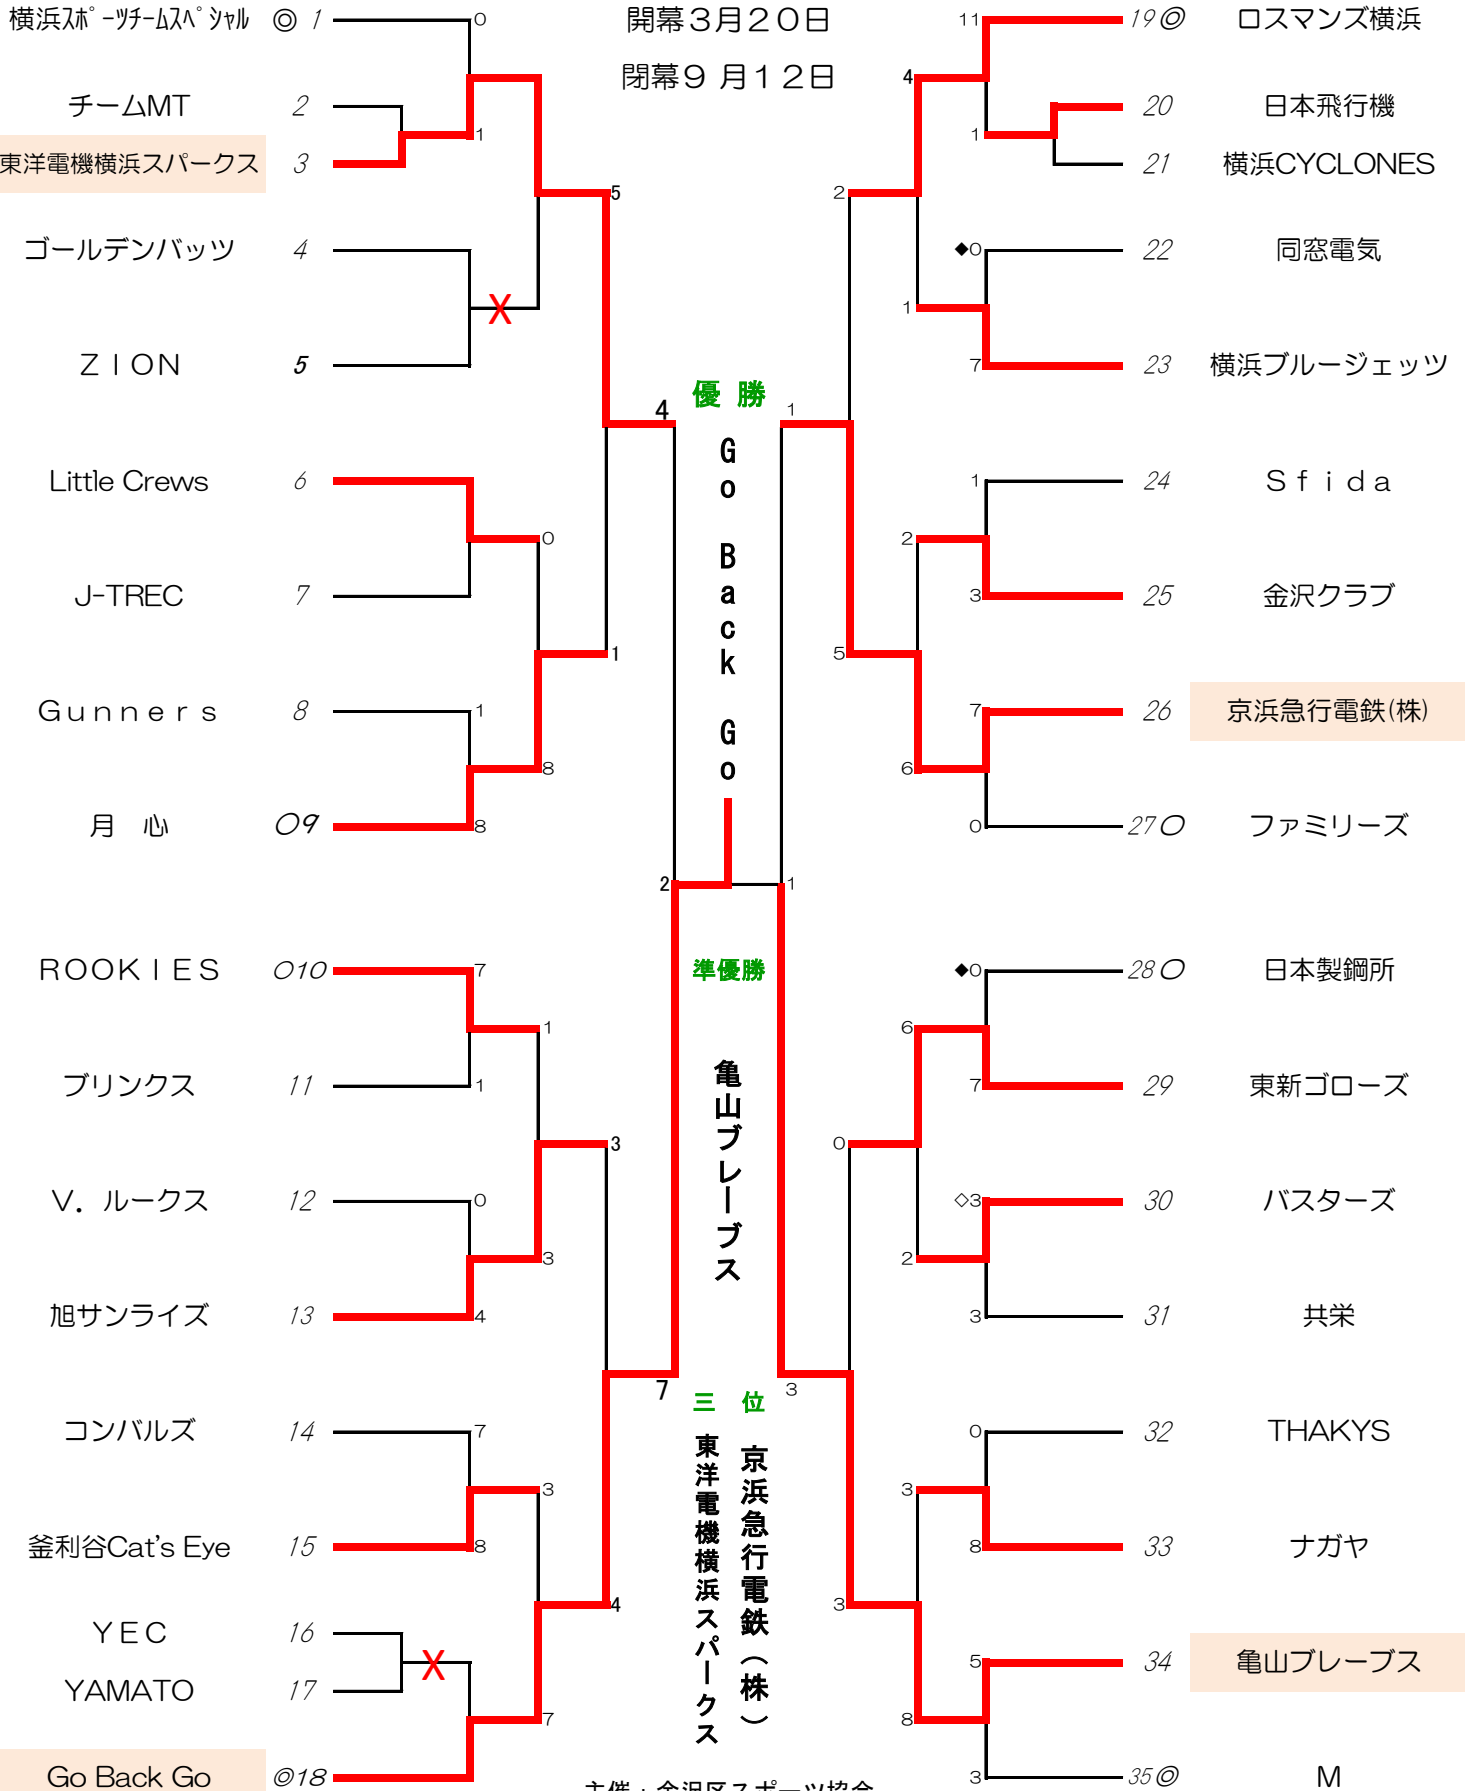 開幕3月20日
閉幕9月12日
横浜スポーツチームスペシャル ◎ 1 0
チームMT 2
1
東洋電機横浜スパークス 3
5
ゴールデンバッツ 4
X
ZION 5
4
Little Crews 6
0
J-TREC 7
1
Gunners 8 1
8
月 心 ○9 8
2
ROOKIES ○10 7
1
ブリンクス 11 1
3
V．ルークス 12 0
3
旭サンライズ 13 4
7
コンバルズ 14 7
3
釜利谷Cat's Eye 15 8
4
YEC 16
X
YAMATO 17
7
Go Back Go ◎18
優勝
Go Back Go
準優勝
亀山ブレーブス
三位
京浜急行電鉄（株）
東洋電機横浜スパークス
11 19◎ ロスマンズ横浜
4
20 日本飛行機
1
21 横浜CYCLONES
2
◆0 22 同窓電気
1
7 23 横浜ブルージェッツ
1
1 24 Sfida
2
3 25 金沢クラブ
5
7 26 京浜急行電鉄(株)
6
0 27○ ファミリーズ
1
◆0 28○ 日本製鋼所
6
7 29 東新ゴローズ
0
◇3 30 バスターズ
2
3 31 共栄
3
0 32 THAKYS
3
8 33 ナガヤ
3
5 34 亀山ブレーブス
8
3 35◎ M
主催：金沢区スポーツ協会